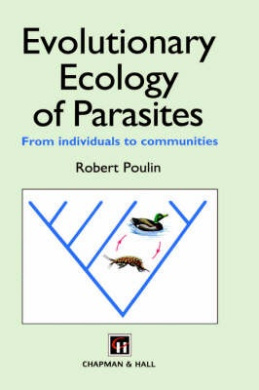 Evolutionary
Ecology
of Parasites
From individuals to communities
Robert Poulin
CHAPMAN & HALL